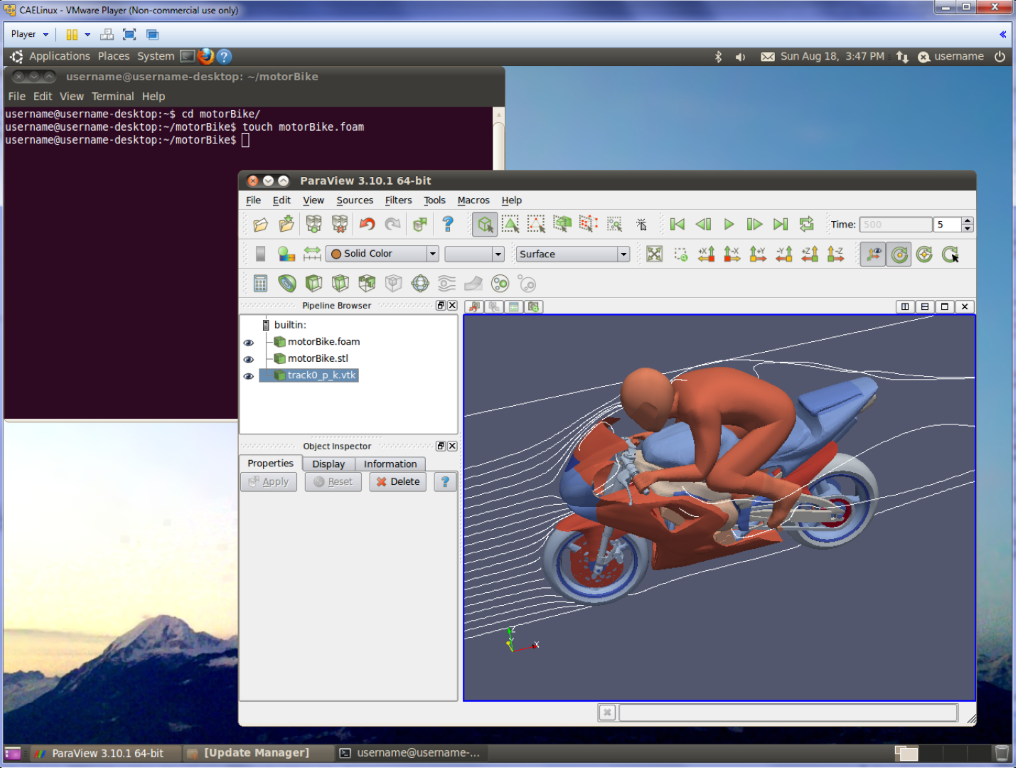 CAELinux - VMware Player (Non-commercial use only)
Player
Applications Places System
Sun Aug 18, 3:47 PM
username
username@username-desktop: ~/motorBike
File Edit View Terminal Help
username@username-desktop:~$ cd motorBike/
username@username-desktop:~/motorBike$ touch motorBike.foam
username@username-desktop:~/motorBike$
ParaView 3.10.1 64-bit
File Edit View Sources Filters Tools Macros Help
Time: 500 5
Solid Color
Surface
+X -X +Y -Y +Z -Z
Pipeline Browser
builtin:
motorBike.foam
motorBike.stl
track0_p_k.vtk
Object Inspector
Properties Display Information
Apply Reset Delete ?
Z
Y
X
ParaView 3.10.1 64-bit
[Update Manager]
username@username-...